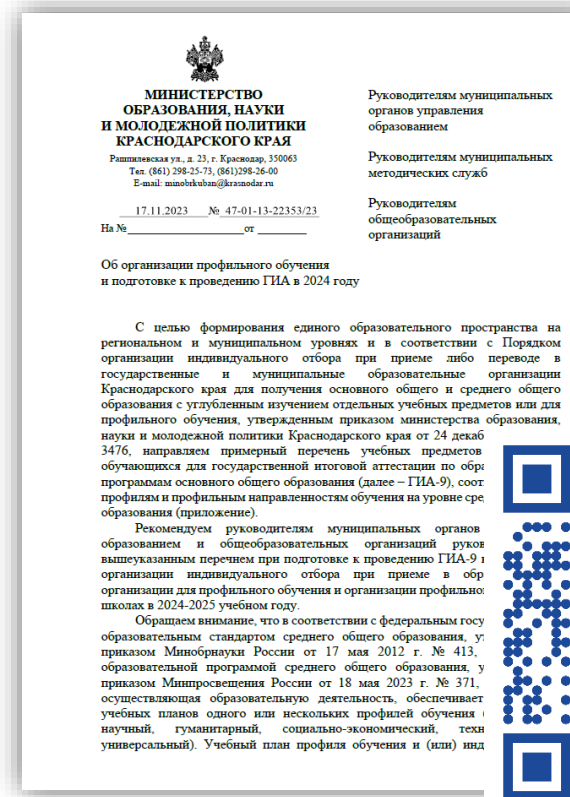 МИНИСТЕРСТВО
ОБРАЗОВАНИЯ, НАУКИ
И МОЛОДЕЖНОЙ ПОЛИТИКИ
КРАСНОДАРСКОГО КРАЯ
Рашпилевская ул., д. 23, г. Краснодар, 350063
Тел. (861) 298-25-73, (861)298-26-00
E-mail: minobrkuban@krasnodar.ru
17.11.2023 № 47-01-13-22353/23
На № от
Руководителям муниципальных
органов управления
образованием
Руководителям муниципальных
методических служб
Руководителям
общеобразовательных
организаций
Об организации профильного обучения
и подготовке к проведению ГИА в 2024 году
С целью формирования единого образовательного пространства на
региональном и муниципальном уровнях и в соответствии с Порядком
организации индивидуального отбора при приеме либо переводе в
государственные и муниципальные образовательные организации
Краснодарского края для получения основного общего и среднего общего
образования с углубленным изучением отдельных учебных предметов или для
профильного обучения, утвержденным приказом министерства образования,
науки и молодежной политики Краснодарского края от 24 декаб
3476, направляем примерный перечень учебных предметов
обучающихся для государственной итоговой аттестации по обра
программам основного общего образования (далее – ГИА-9), соот
профилям и профильным направленностям обучения на уровне сре
образования (приложение).
Рекомендуем руководителям муниципальных органов
образованием и общеобразовательных организаций руков
вышеуказанным перечнем при подготовке к проведению ГИА-9
организации индивидуального отбора при приеме в обр
организации для профильного обучения и организации профильно
школах в 2024-2025 учебном году.
Обращаем внимание, что в соответствии с федеральным госу
образовательным стандартом среднего общего образования, у
приказом Минобрнауки России от 17 мая 2012 г. № 413,
образовательной программой среднего общего образования, у
приказом Минпросвещения России от 18 мая 2023 г. № 371,
осуществляющая образовательную деятельность, обеспечивает
учебных планов одного или нескольких профилей обучения
научный, гуманитарный, социально-экономический, техн
универсальный). Учебный план профиля обучения и (или) инд